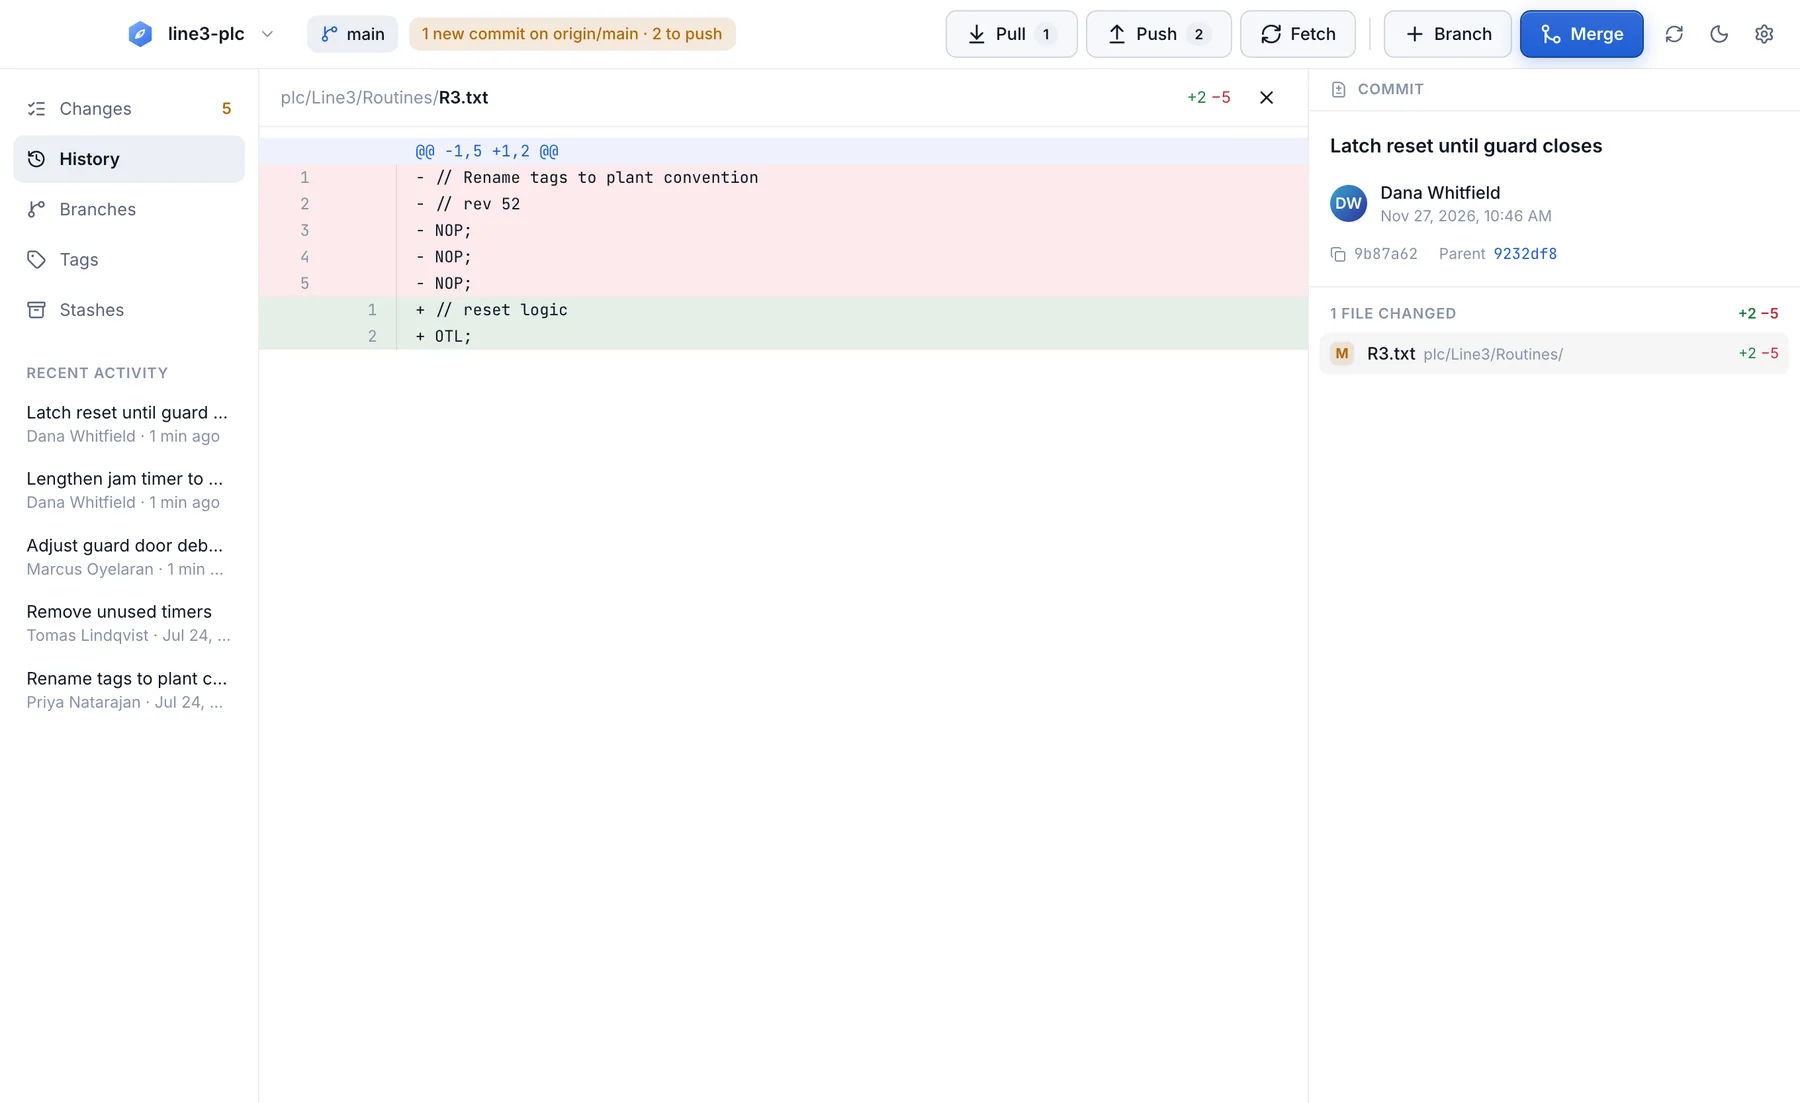 line3-plc
main
1 new commit on origin/main · 2 to push
Pull 1
Push 2
Fetch
Branch
Merge
Changes 5
History
Branches
Tags
Stashes
RECENT ACTIVITY
Latch reset until guard ...
Dana Whitfield · 1 min ago
Lengthen jam timer to ...
Dana Whitfield · 1 min ago
Adjust guard door deb...
Marcus Oyelaran · 1 min ...
Remove unused timers
Tomas Lindqvist · Jul 24, ...
Rename tags to plant c...
Priya Natarajan · Jul 24, ...
plc/Line3/Routines/R3.txt +2 −5
@@ -1,5 +1,2 @@
1 - // Rename tags to plant convention
2 - // rev 52
3 - NOP;
4 - NOP;
5 - NOP;
1 + // reset logic
2 + OTL;
COMMIT
Latch reset until guard closes
DW
Dana Whitfield
Nov 27, 2026, 10:46 AM
9b87a62 Parent 9232df8
1 FILE CHANGED +2 −5
M R3.txt plc/Line3/Routines/ +2 −5